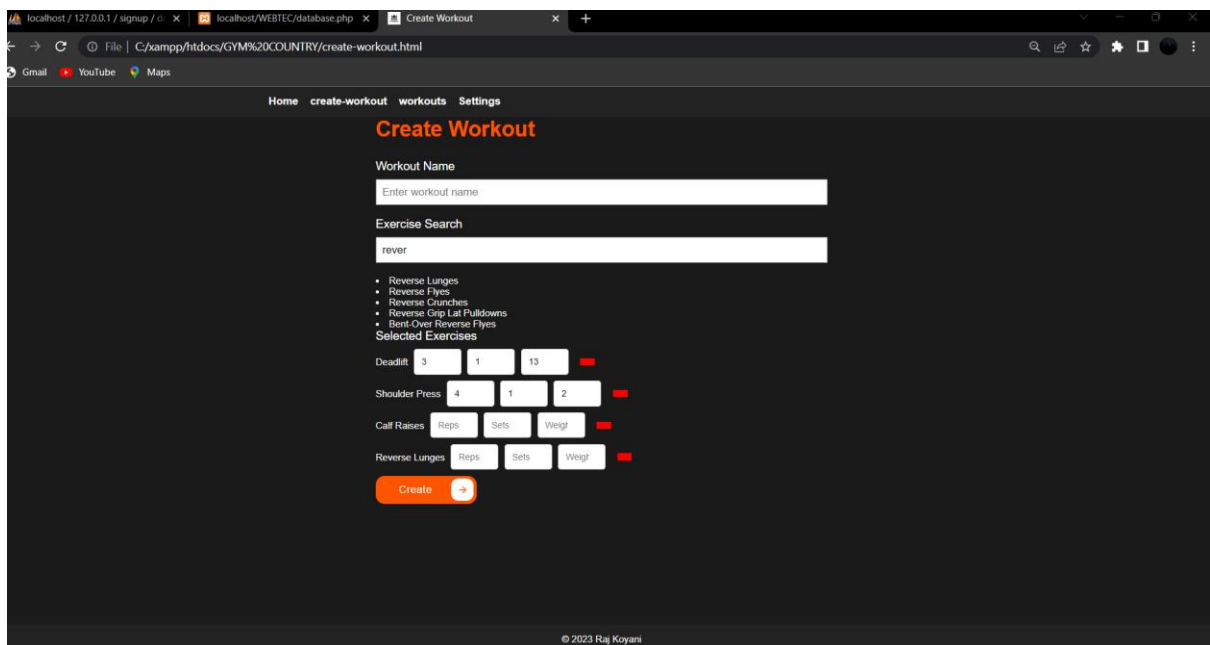 localhost / 127.0.0.1 / signup / d
localhost/WEBTEC/database.php
Create Workout
File | C:/xampp/htdocs/GYM%20COUNTRY/create-workout.html
Gmail YouTube Maps
Home create-workout workouts Settings
Create Workout
Workout Name
Enter workout name
Exercise Search
rever
• Reverse Lunges
• Reverse Flyes
• Reverse Crunches
• Reverse Grip Lat Pulldowns
• Bent-Over Reverse Flyes
Selected Exercises
Deadlift 3 1 13
Shoulder Press 4 1 2
Calf Raises Reps Sets Weigh
Reverse Lunges Reps Sets Weigh
Create →
© 2023 Raj Koyani